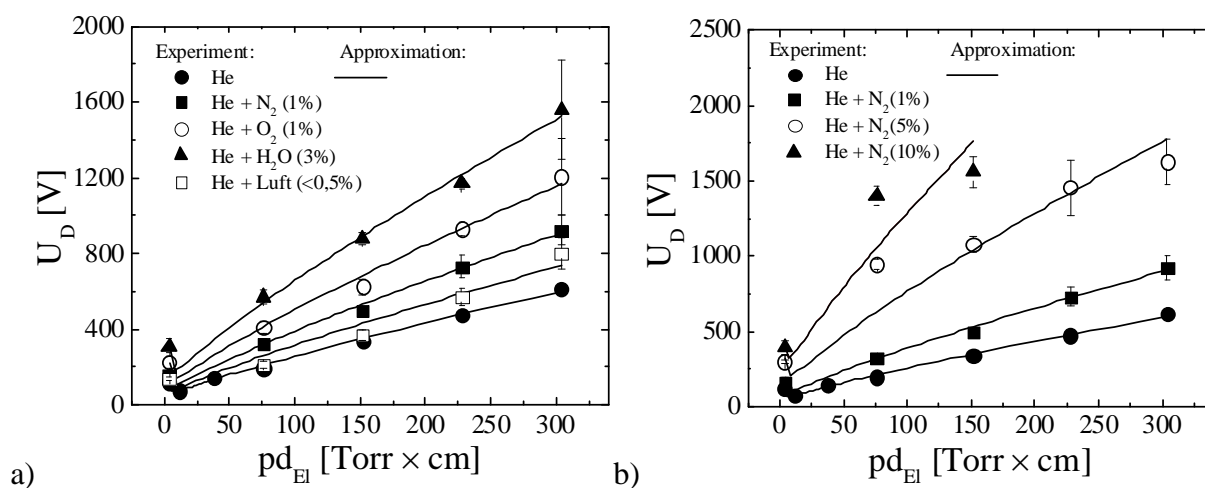 2000
1600
1200
800
400
0
U_D [V]
Experiment: Approximation:
He
He + N₂ (1%)
He + O₂ (1%)
He + H₂O (3%)
He + Luft (<0,5%)
0 50 100 150 200 250 300
pd_El [Torr × cm]
a)
2500
2000
1500
1000
500
0
U_D [V]
Experiment: Approximation:
He
He + N₂(1%)
He + N₂(5%)
He + N₂(10%)
0 50 100 150 200 250 300
pd_El [Torr × cm]
b)